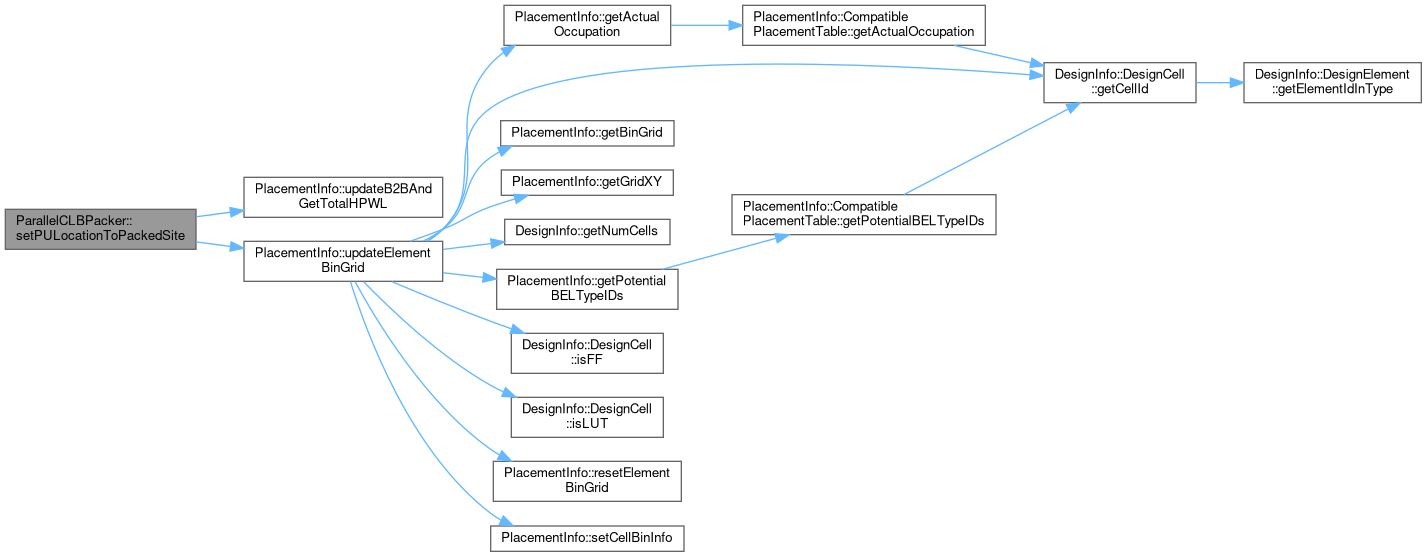 ParallelCLBPacker::
setPULocationToPackedSite
PlacementInfo::updateB2BAnd
GetTotalHPWL
PlacementInfo::updateElement
BinGrid
PlacementInfo::getActual
Occupation
PlacementInfo::getBinGrid
PlacementInfo::getGridXY
DesignInfo::getNumCells
PlacementInfo::getPotential
BELTypeIDs
DesignInfo::DesignCell
::isFF
DesignInfo::DesignCell
::isLUT
PlacementInfo::resetElement
BinGrid
PlacementInfo::setCellBinInfo
PlacementInfo::Compatible
PlacementTable::getActualOccupation
PlacementInfo::Compatible
PlacementTable::getPotentialBELTypeIDs
DesignInfo::DesignCell
::getCellId
DesignInfo::DesignElement
::getElementIdInType